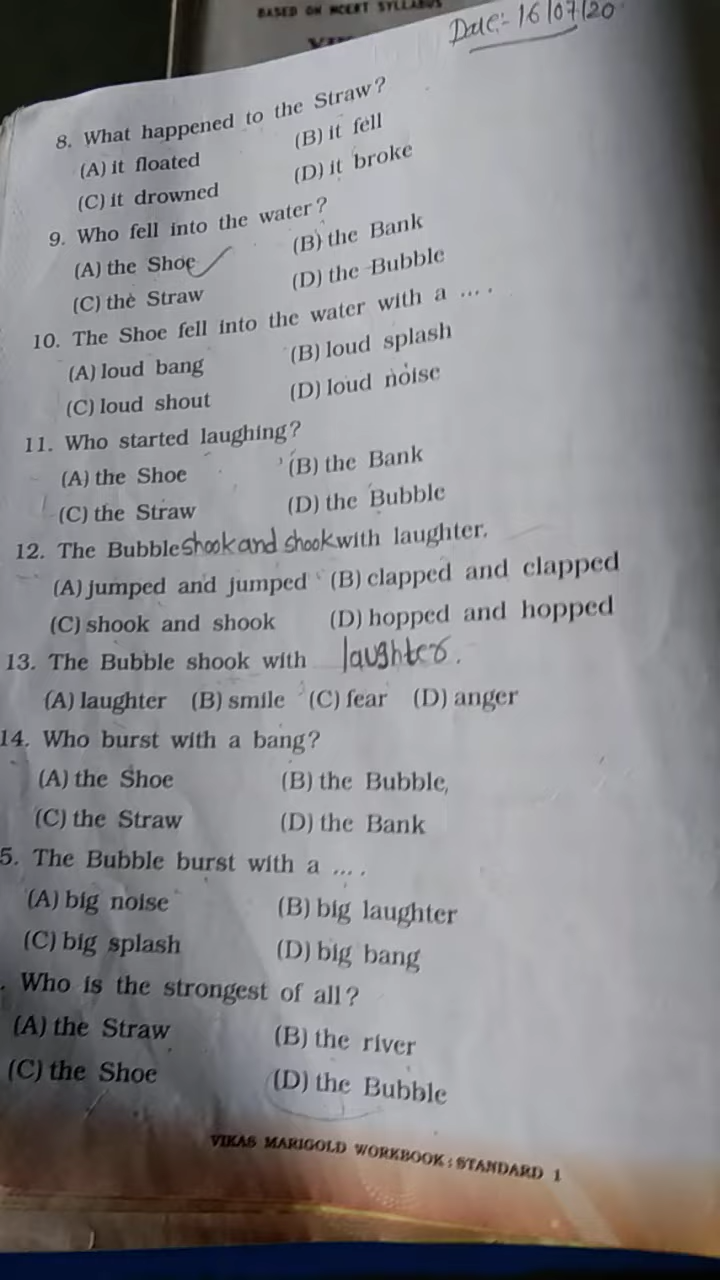 BASED ON NCERT SYLLABUS
Date:- 16/07/20
8. What happened to the Straw?
(A) it floated (B) it fell
(C) it drowned (D) it broke
9. Who fell into the water?
(A) the Shoe (B) the Bank
(C) the Straw (D) the Bubble
10. The Shoe fell into the water with a ... .
(A) loud bang (B) loud splash
(C) loud shout (D) loud noise
11. Who started laughing?
(A) the Shoe (B) the Bank
(C) the Straw (D) the Bubble
12. The Bubble shook and shook with laughter.
(A) jumped and jumped (B) clapped and clapped
(C) shook and shook (D) hopped and hopped
13. The Bubble shook with laughter.
(A) laughter (B) smile (C) fear (D) anger
14. Who burst with a bang?
(A) the Shoe (B) the Bubble
(C) the Straw (D) the Bank
5. The Bubble burst with a ... .
(A) big noise (B) big laughter
(C) big splash (D) big bang
. Who is the strongest of all?
(A) the Straw (B) the river
(C) the Shoe (D) the Bubble
VIKAS MARIGOLD WORKBOOK : STANDARD 1